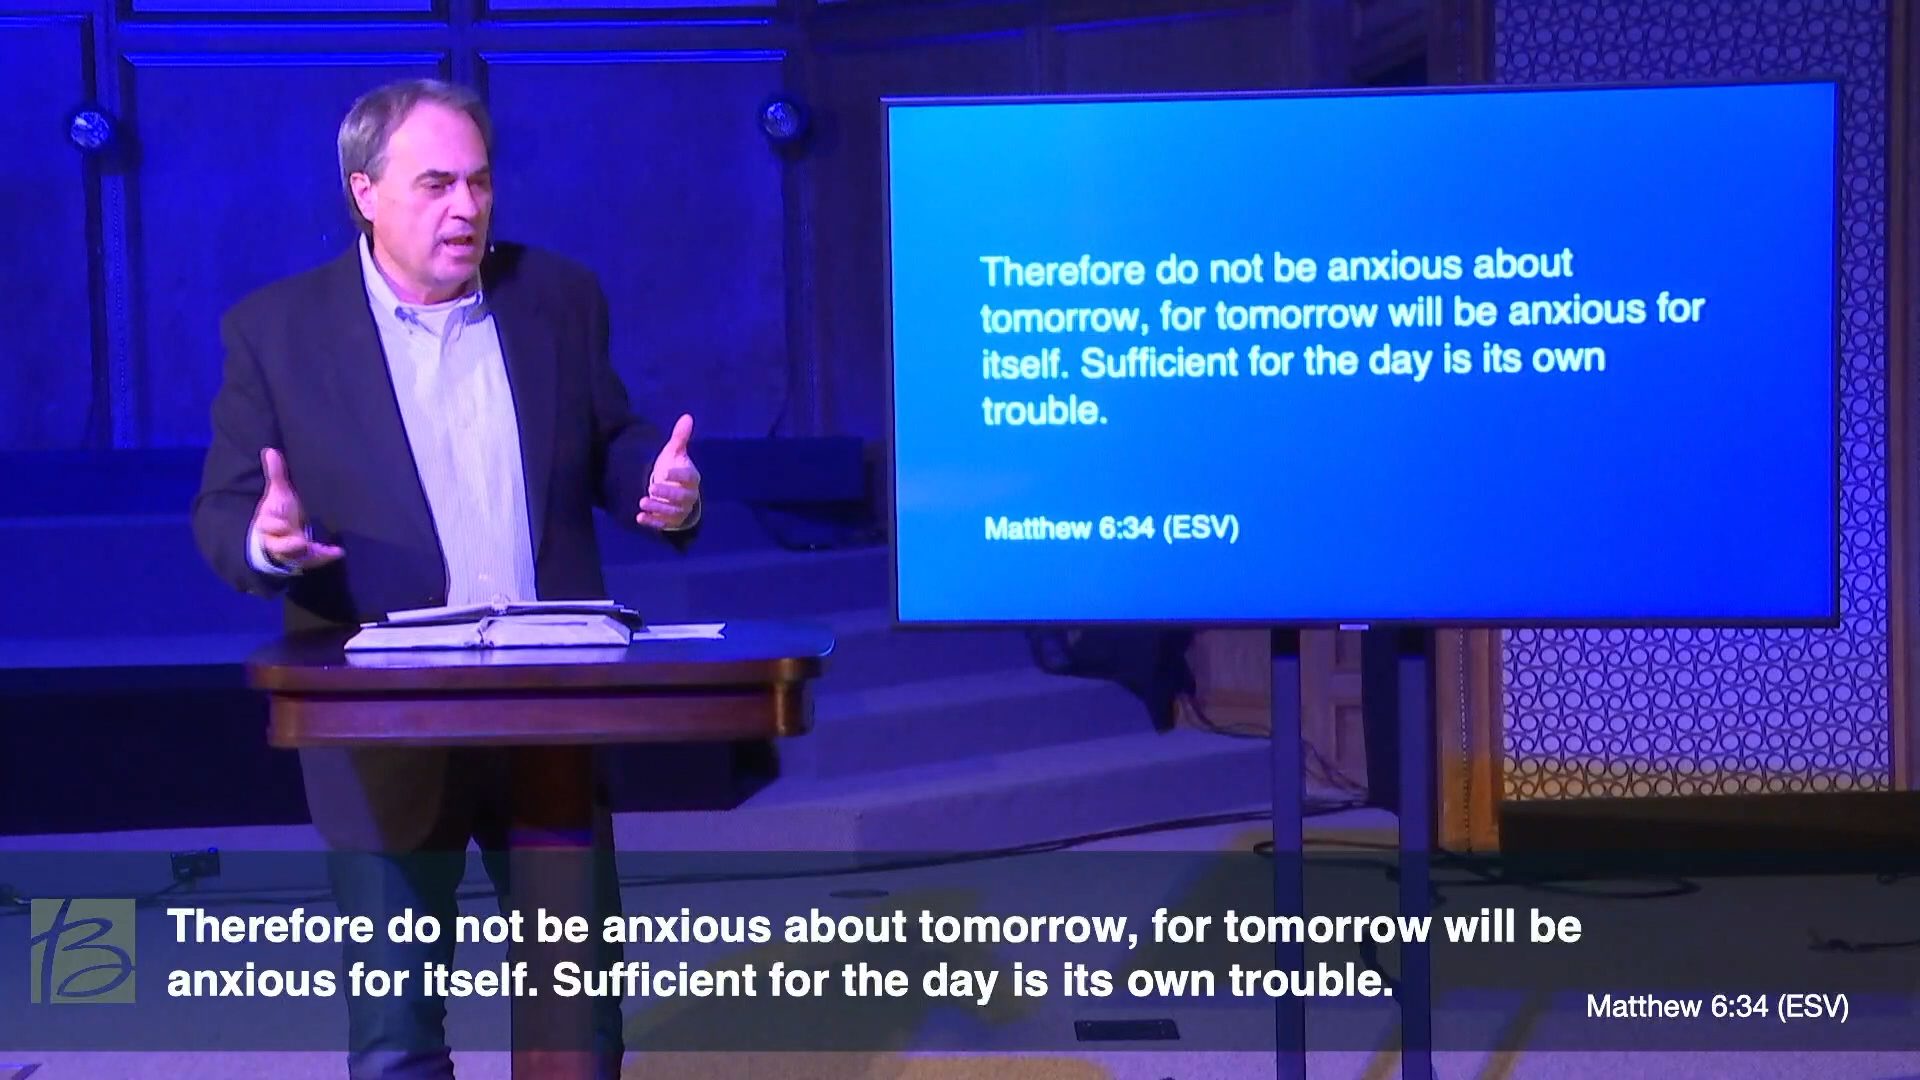 Therefore do not be anxious about
tomorrow, for tomorrow will be anxious for
itself. Sufficient for the day is its own
trouble.
Matthew 6:34 (ESV)
B
Therefore do not be anxious about tomorrow, for tomorrow will be
anxious for itself. Sufficient for the day is its own trouble.
Matthew 6:34 (ESV)